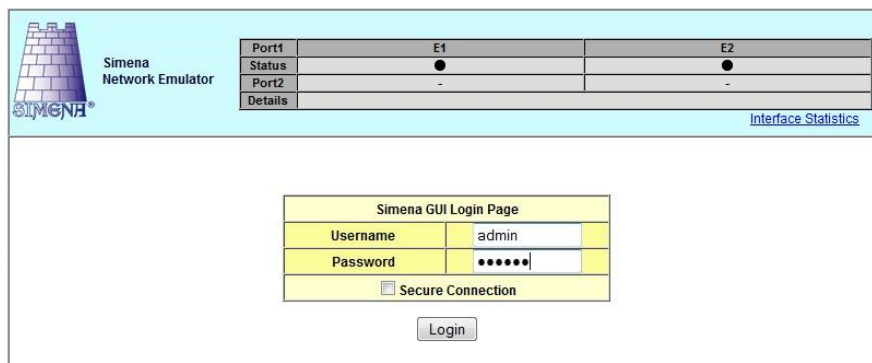 Simena
Network Emulator
SIMENA®
Port1 E1 E2
Status ● ●
Port2 - -
Details
Interface Statistics
Simena GUI Login Page
Username admin
Password ●●●●●●
Secure Connection
Login